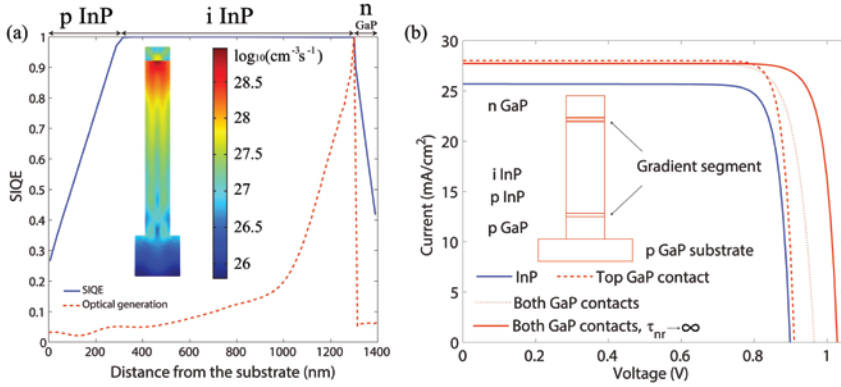 p InP
i InP
n
GaP
(a)
SIQE
1
0.9
0.8
0.7
0.6
0.5
0.4
0.3
0.2
0.1
0
log₁₀(cm⁻³s⁻¹)
28.5
28
27.5
27
26.5
26
SIQE
Optical generation
0 200 400 600 800 1000 1200 1400
Distance from the substrate (nm)
(b)
Current (mA/cm²)
30
25
20
15
10
5
0
n GaP
Gradient segment
i InP
p InP
p GaP
p GaP substrate
InP
Top GaP contact
Both GaP contacts
Both GaP contacts, τnr→∞
0 0.2 0.4 0.6 0.8 1
Voltage (V)